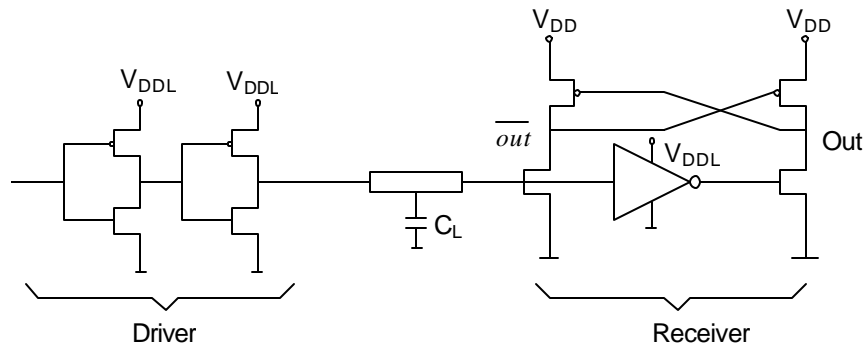 V_DD V_DD
V_DDL V_DDL
out
Out
V_DDL
C_L
Driver Receiver